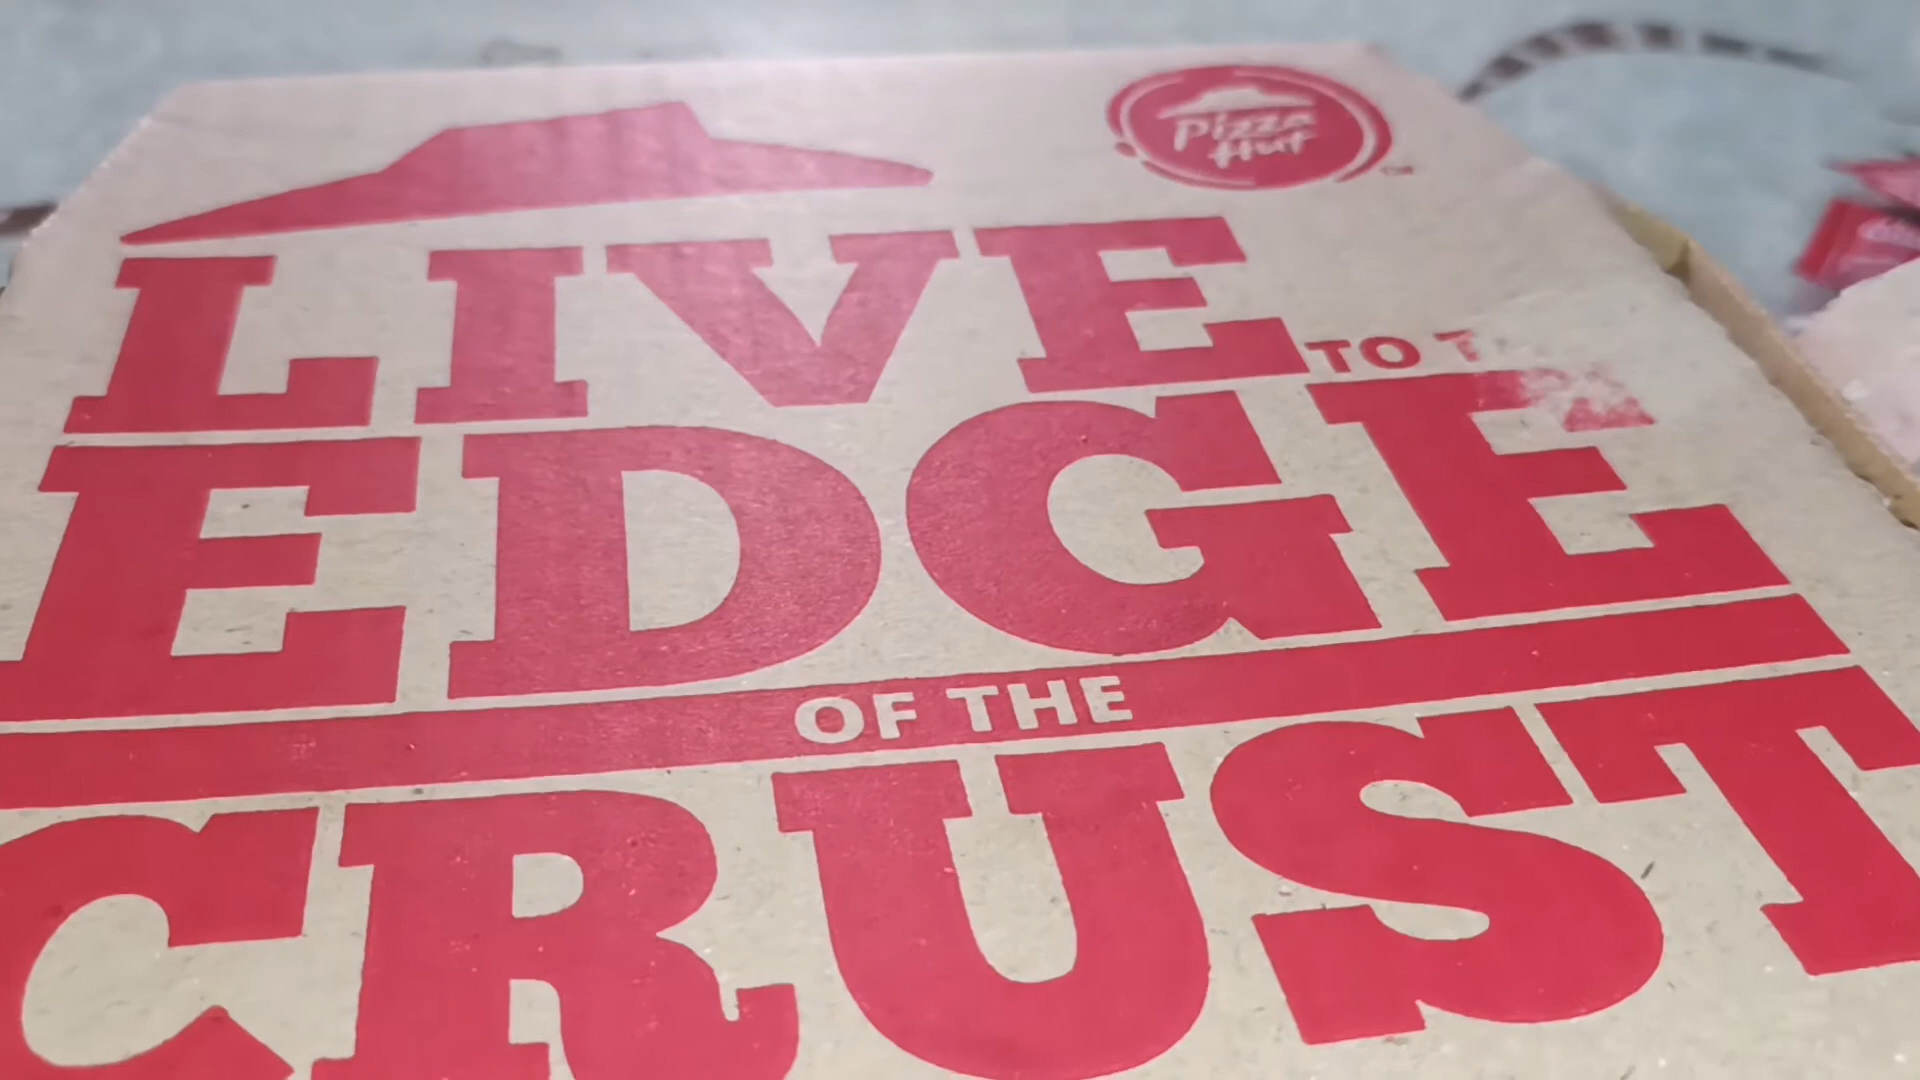 Pizza
Hut
LIVE
TO T
EDGE
OF THE
CRUST